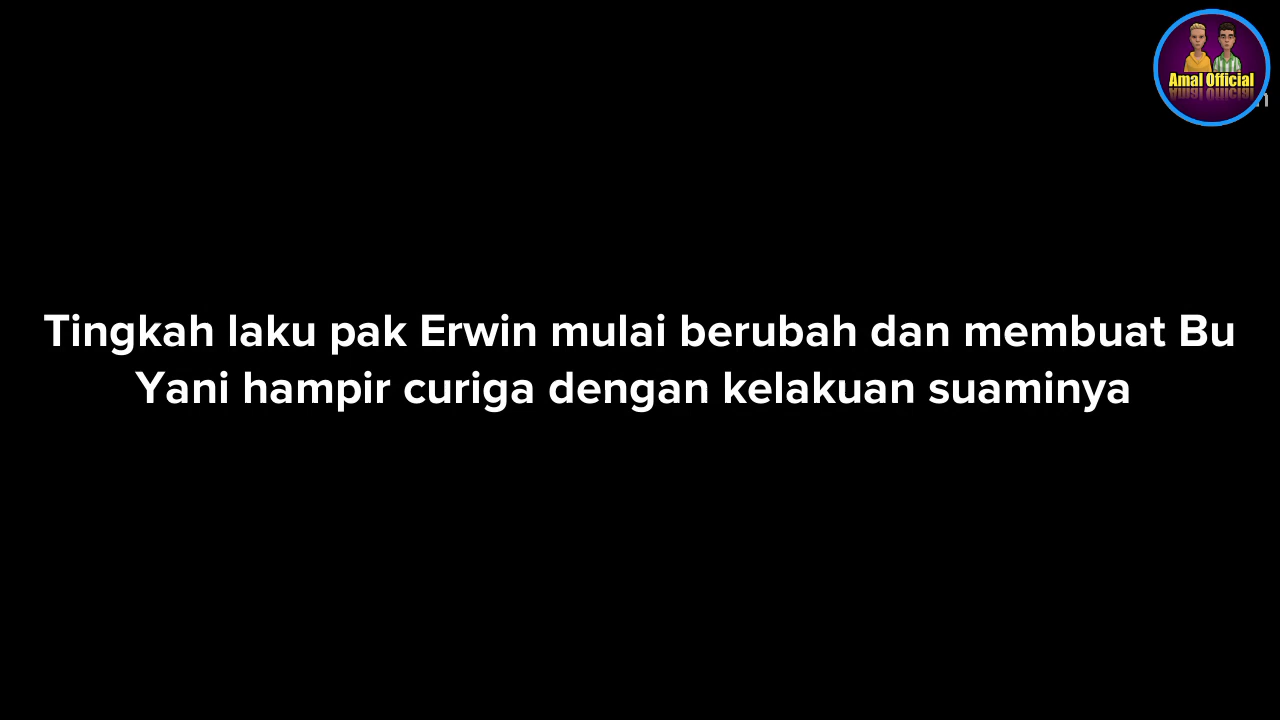 Amal Official
Tingkah laku pak Erwin mulai berubah dan membuat Bu
Yani hampir curiga dengan kelakuan suaminya